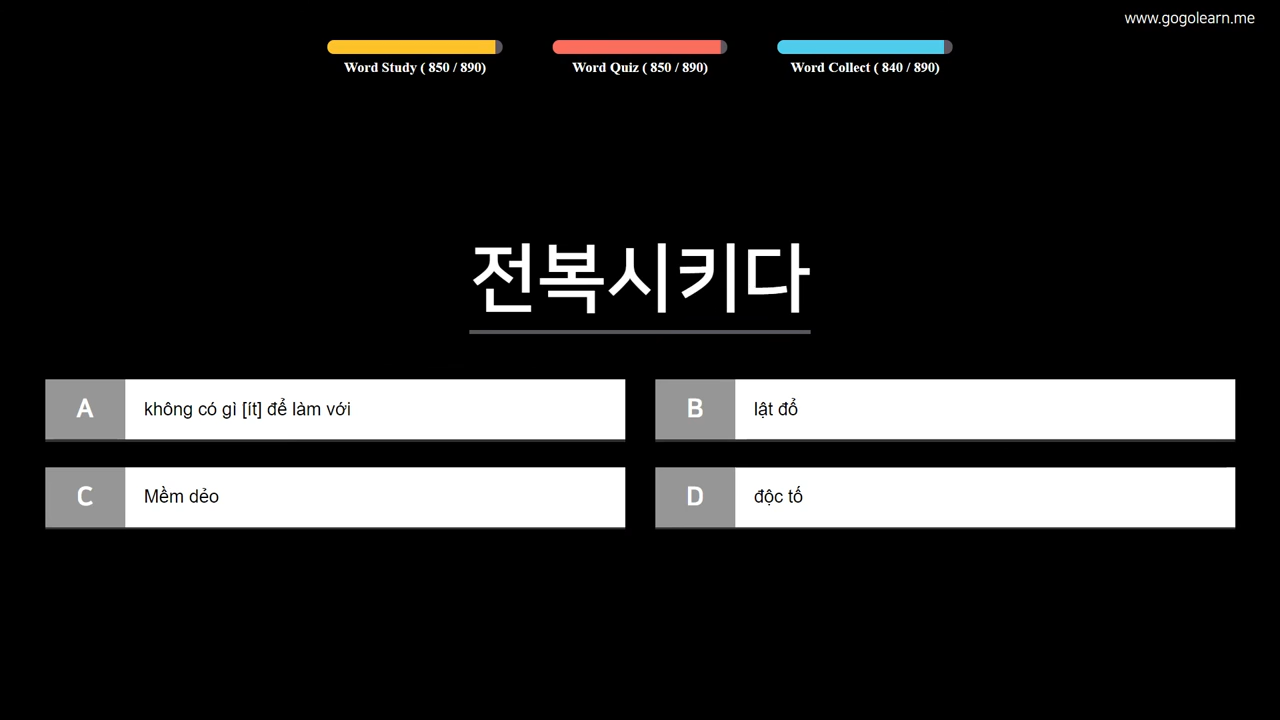 www.gogolearn.me
Word Study ( 850 / 890)
Word Quiz ( 850 / 890)
Word Collect ( 840 / 890)
전복시키다
A không có gì [ít] để làm với
B lật đổ
C Mềm dẻo
D độc tố